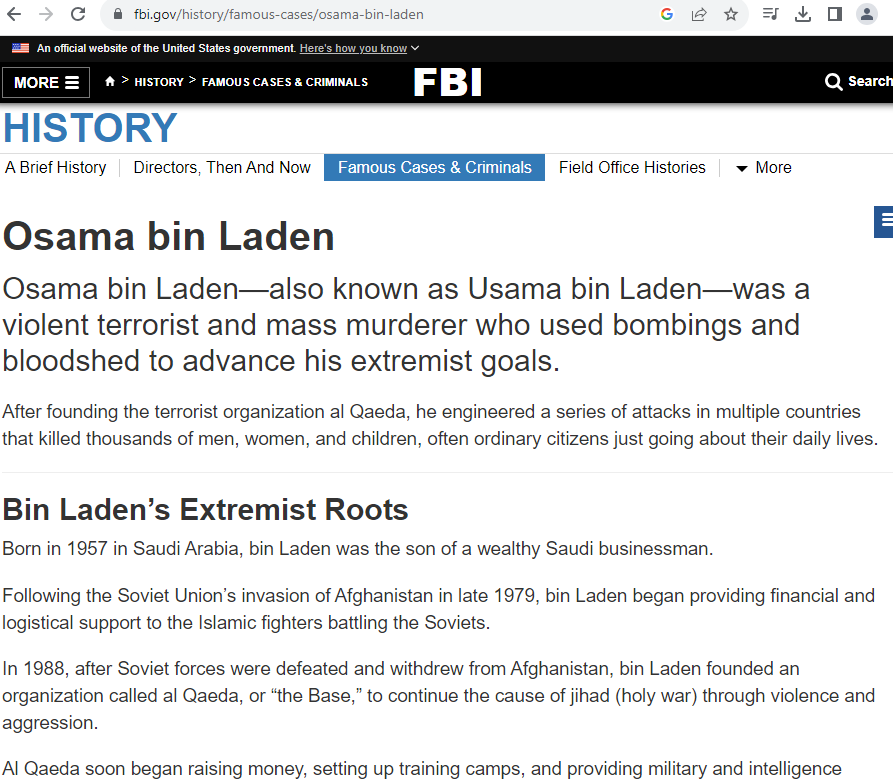 fbi.gov/history/famous-cases/osama-bin-laden
An official website of the United States government. Here's how you know
MORE > HISTORY > FAMOUS CASES & CRIMINALS FBI Search
HISTORY
A Brief History Directors, Then And Now Famous Cases & Criminals Field Office Histories More
Osama bin Laden
Osama bin Laden—also known as Usama bin Laden—was a
violent terrorist and mass murderer who used bombings and
bloodshed to advance his extremist goals.
After founding the terrorist organization al Qaeda, he engineered a series of attacks in multiple countries
that killed thousands of men, women, and children, often ordinary citizens just going about their daily lives.
Bin Laden’s Extremist Roots
Born in 1957 in Saudi Arabia, bin Laden was the son of a wealthy Saudi businessman.
Following the Soviet Union’s invasion of Afghanistan in late 1979, bin Laden began providing financial and
logistical support to the Islamic fighters battling the Soviets.
In 1988, after Soviet forces were defeated and withdrew from Afghanistan, bin Laden founded an
organization called al Qaeda, or “the Base,” to continue the cause of jihad (holy war) through violence and
aggression.
Al Qaeda soon began raising money, setting up training camps, and providing military and intelligence